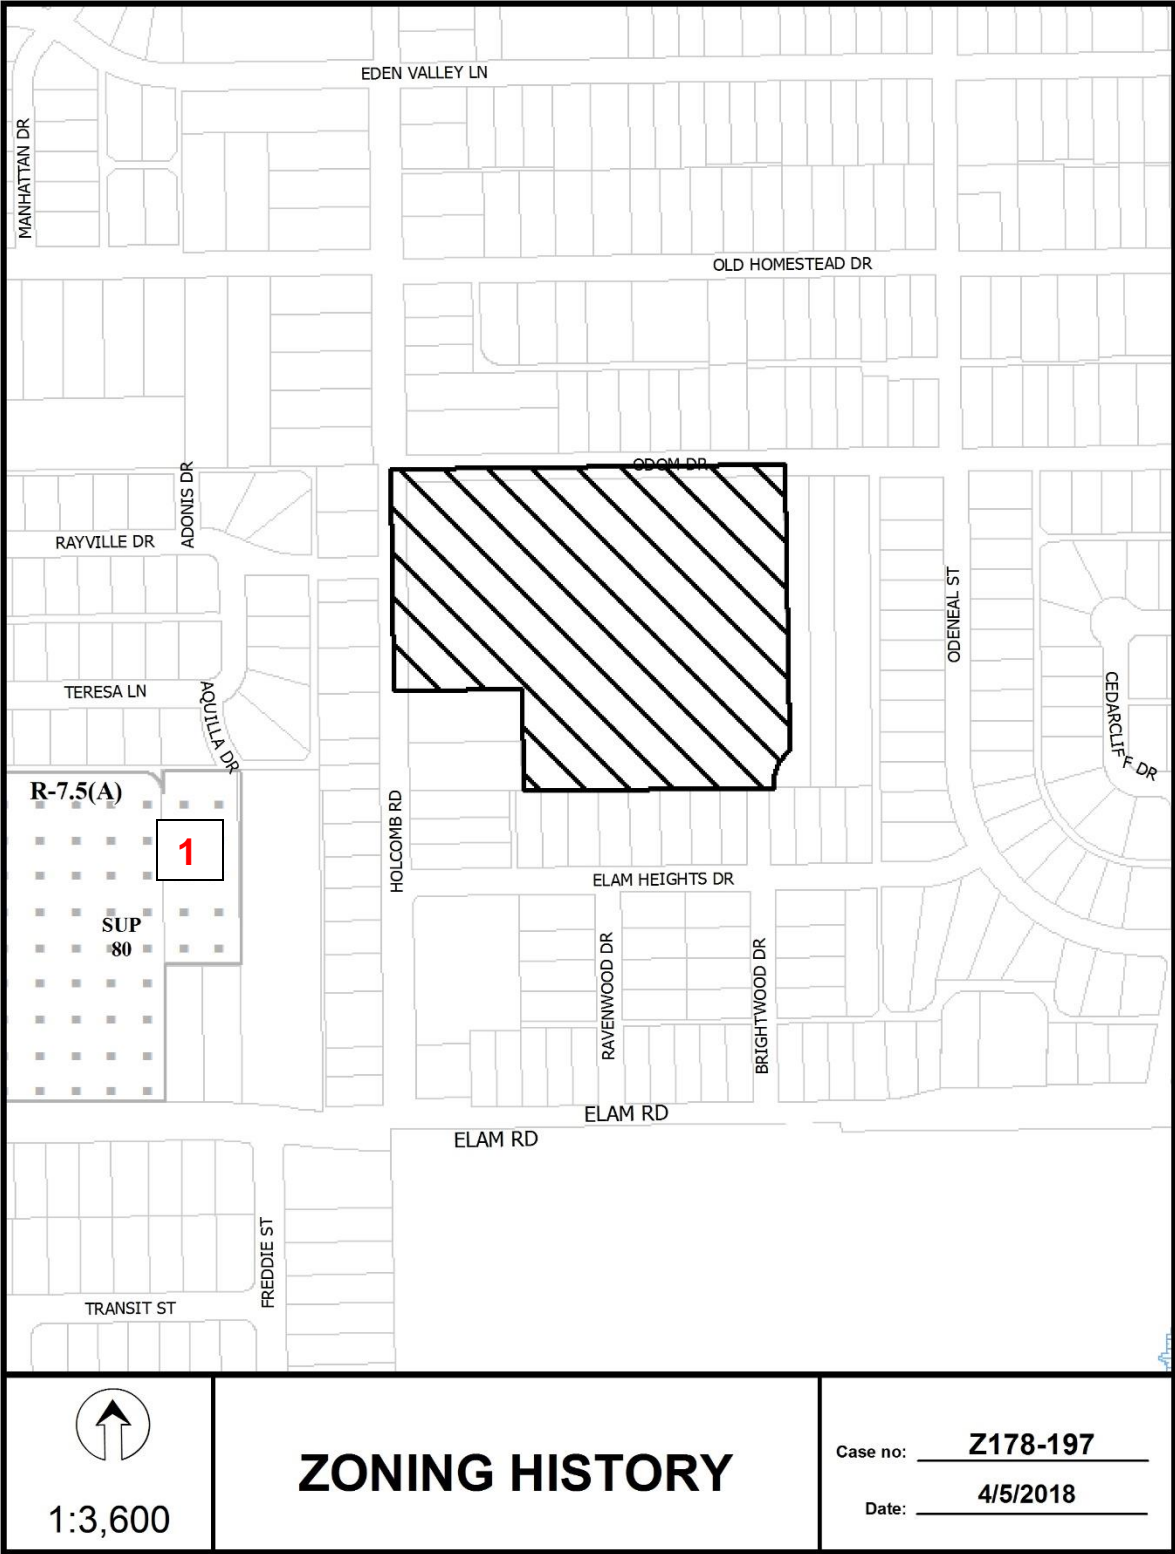 EDEN VALLEY LN
MANHATTAN DR
OLD HOMESTEAD DR
ODOM DR
ADONIS DR
RAYVILLE DR
ODENEAL ST
TERESA LN
AQUILLA DR
CEDARCLIFF DR
R-7.5(A)
1
HOLCOMB RD
ELAM HEIGHTS DR
SUP
80
RAVENWOOD DR
BRIGHTWOOD DR
ELAM RD
ELAM RD
FREDDIE ST
TRANSIT ST
1:3,600
ZONING HISTORY
Case no: Z178-197
Date: 4/5/2018